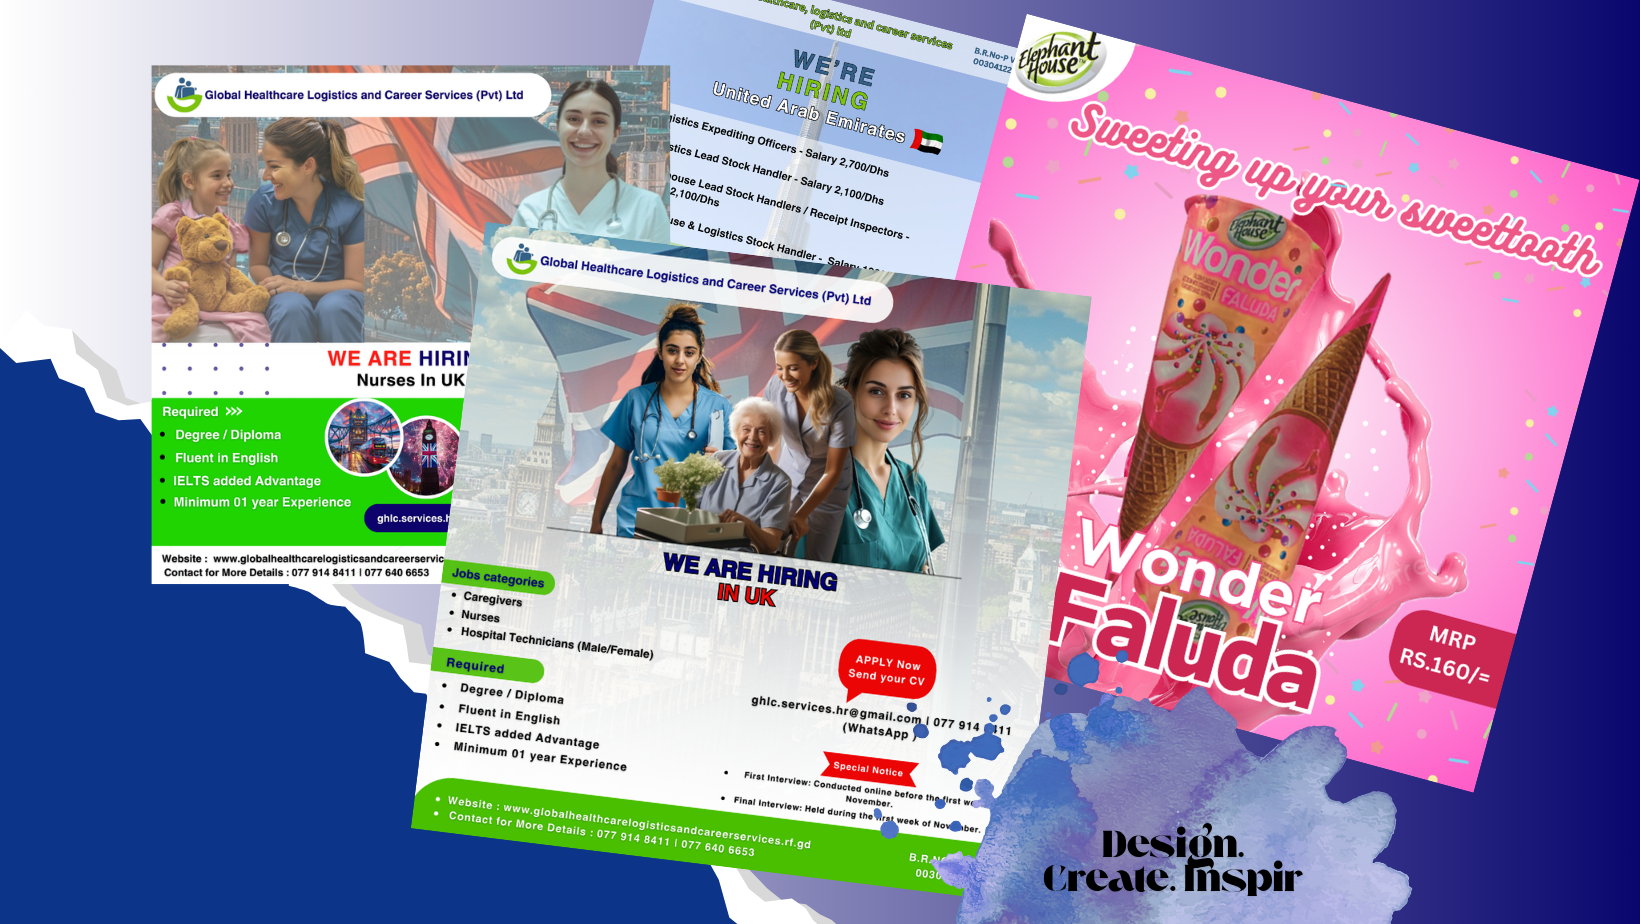 Global Healthcare Logistics and Career Services (Pvt) Ltd
WE ARE
Nurses In UK
Required >>>
• Degree / Diploma
• Fluent in English
• IELTS added Advantage
• Minimum 01 year Experience
ghlc.services.
Website :
Contact for More Details : 077 914 8411 | 077 640 6653
logistics and career services
(Pvt) ltd
B.R.No-P
00304122
WE'RE
HIRING
United Arab Emirates
Expediting Officers - Salary 2,700/Dhs
Lead Stock Handler - Salary 2,100/Dhs
Lead Stock Handlers / Receipt Inspectors -
2,100/Dhs
& Logistics Stock Handler -
Elephant
House
Sweeting up your sweettooth
Elephant
House
Wonder
FALUDA
FALUDA
House
Wonder
Faluda
MRP
RS.160/=
Global Healthcare Logistics and Career Services (Pvt) Ltd
WE ARE HIRING
IN UK
Jobs categories
• Caregivers
• Nurses
• Hospital Technicians (Male/Female)
Required
• Degree / Diploma
• Fluent in English
• IELTS added Advantage
• Minimum 01 year Experience
APPLY Now
Send your CV
ghlc.services.hr@gmail.com | 077 914
(WhatsApp )
Special Notice
• First Interview: Conducted online before the first
November.
• Final Interview: Held during the first week of November.
• Website : www.globalhealthcarelogisticsandcareerservices.rf.gd
• Contact for More Details : 077 914 8411 | 077 640 6653
Design.
Create. Inspir